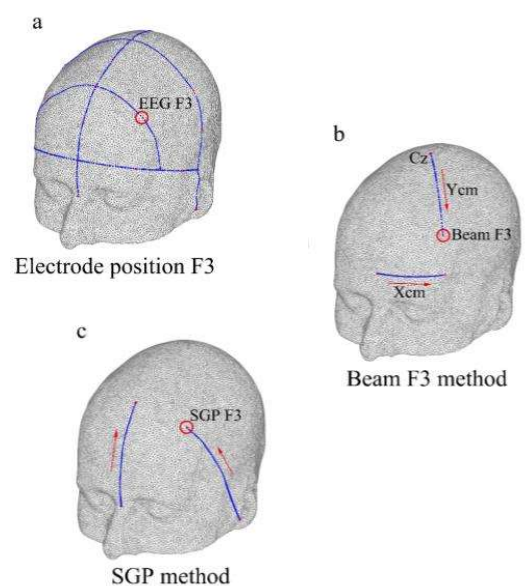 a
EEG F3
Electrode position F3
b
Cz
Ycm
Beam F3
Xcm
Beam F3 method
c
SGP F3
SGP method